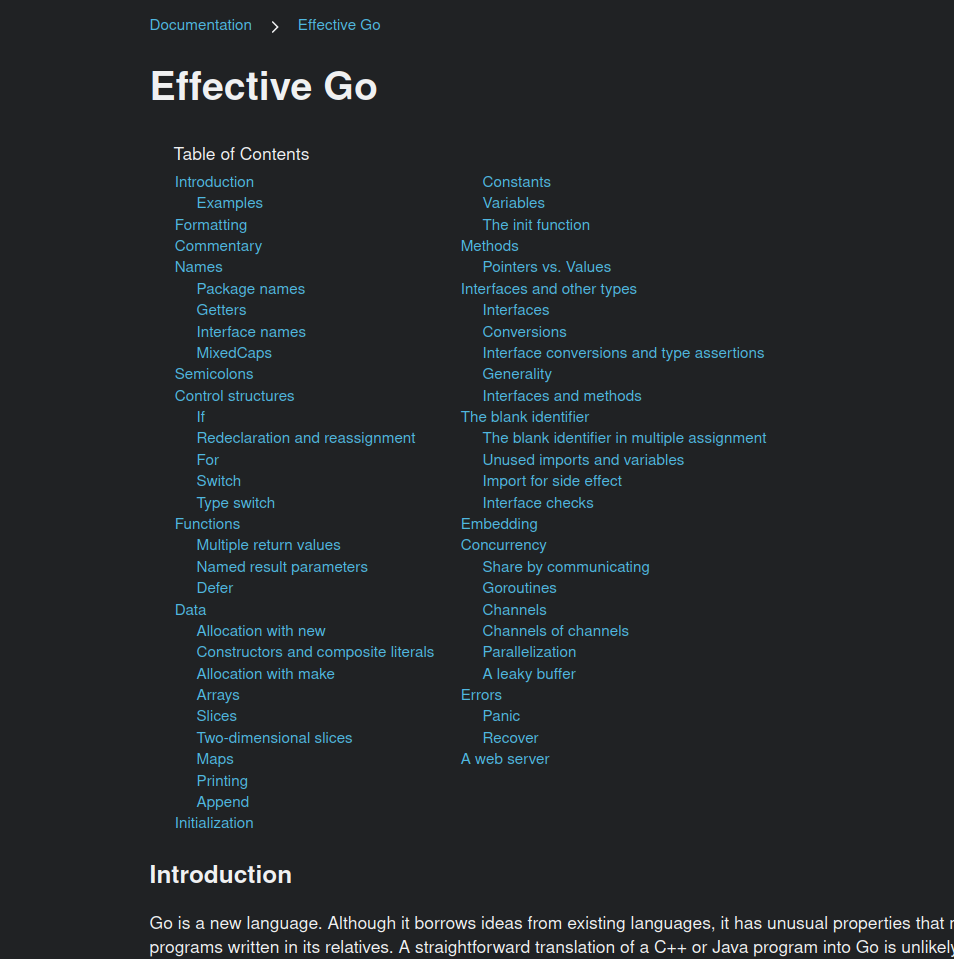 Documentation > Effective Go
Effective Go
Table of Contents
Introduction
Examples
Formatting
Commentary
Names
Package names
Getters
Interface names
MixedCaps
Semicolons
Control structures
If
Redeclaration and reassignment
For
Switch
Type switch
Functions
Multiple return values
Named result parameters
Defer
Data
Allocation with new
Constructors and composite literals
Allocation with make
Arrays
Slices
Two-dimensional slices
Maps
Printing
Append
Initialization
Constants
Variables
The init function
Methods
Pointers vs. Values
Interfaces and other types
Interfaces
Conversions
Interface conversions and type assertions
Generality
Interfaces and methods
The blank identifier
The blank identifier in multiple assignment
Unused imports and variables
Import for side effect
Interface checks
Embedding
Concurrency
Share by communicating
Goroutines
Channels
Channels of channels
Parallelization
A leaky buffer
Errors
Panic
Recover
A web server
Introduction
Go is a new language. Although it borrows ideas from existing languages, it has unusual properties that
programs written in its relatives. A straightforward translation of a C++ or Java program into Go is